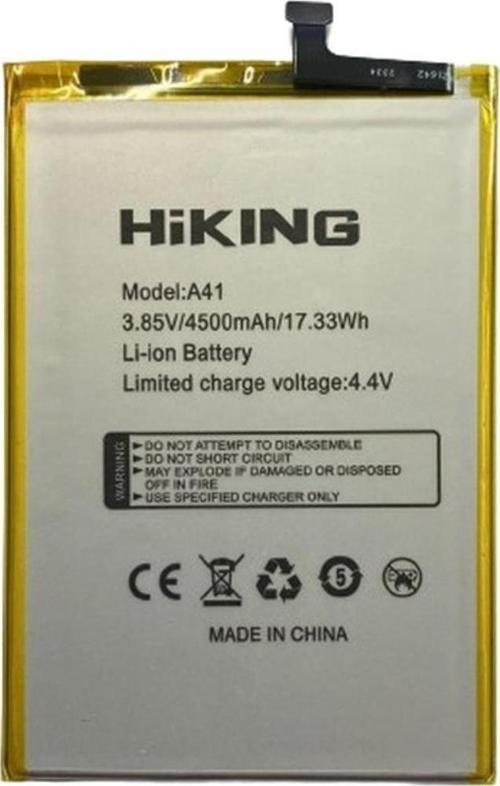 21642
2334
HiKING
Model:A41
3.85V/4500mAh/17.33Wh
Li-ion Battery
Limited charge voltage:4.4V
WARNING
DO NOT ATTEMPT TO DISASSEMBLE
DO NOT SHORT CIRCUIT
MAY EXPLODE IF DAMAGED OR DISPOSED
OFF IN FIRE
USE SPECIFIED CHARGER ONLY
CE
5
MADE IN CHINA